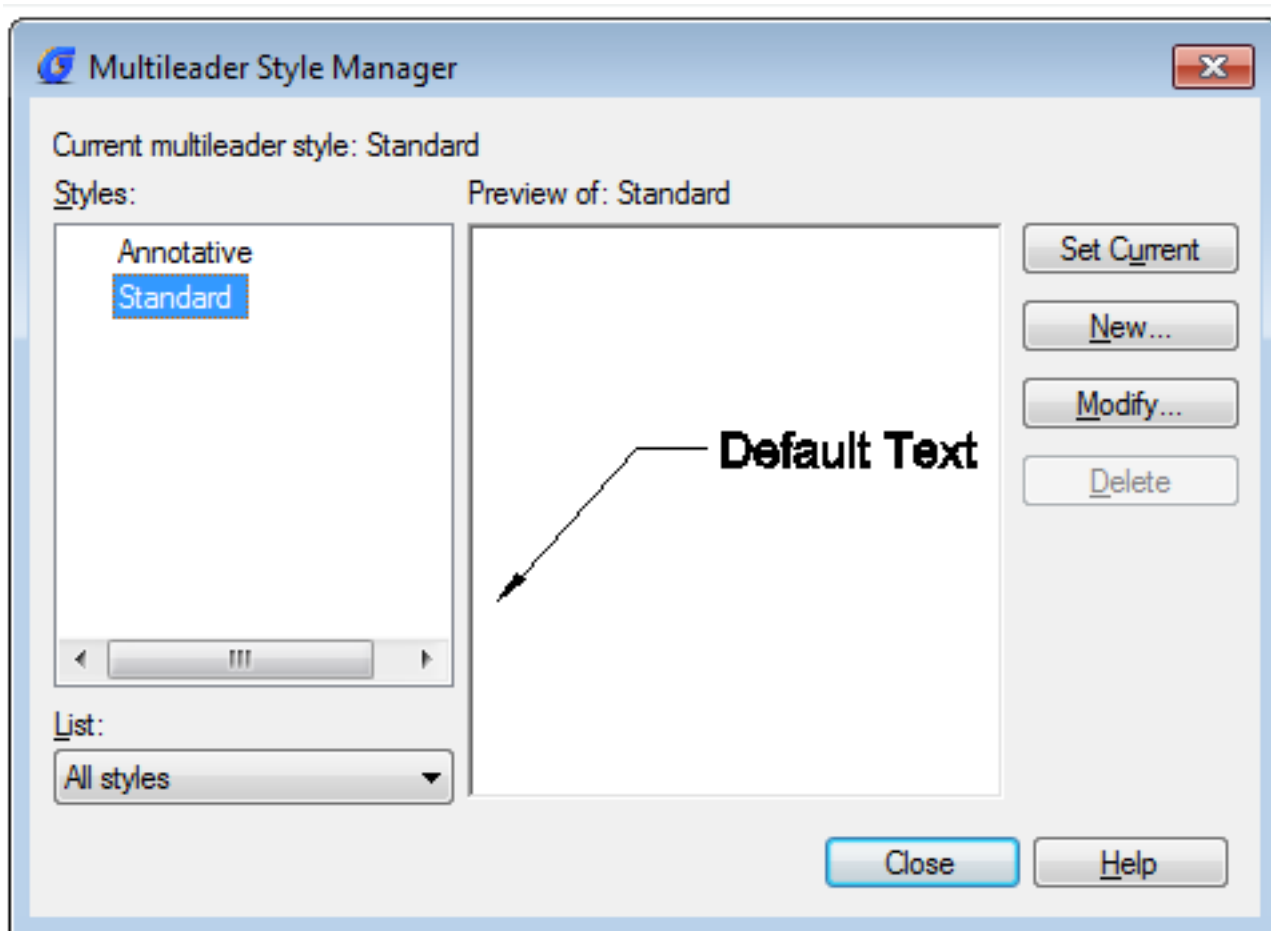 Multileader Style Manager
Current multileader style: Standard
Styles:
Preview of: Standard
Annotative
Standard
Default Text
Set Current
New...
Modify...
Delete
List:
All styles
Close
Help